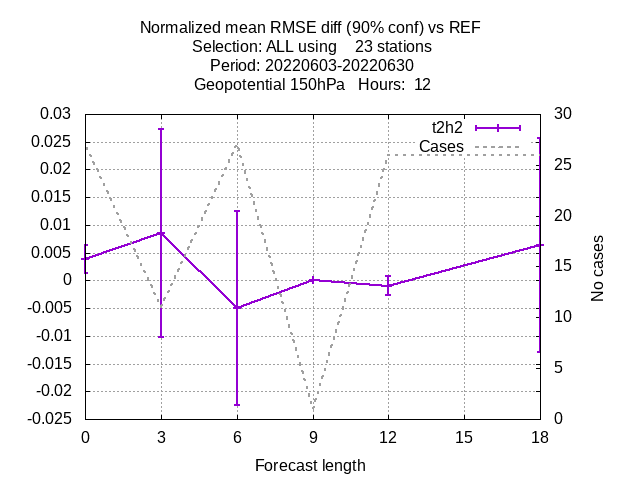 Normalized mean RMSE diff (90% conf) vs REF
Selection: ALL using    23 stations
Period: 20220603-20220630
Geopotential 150hPa   Hours:  12
0.03
0.025
0.02
0.015
0.01
0.005
0
-0.005
-0.01
-0.015
-0.02
-0.025
t2h2
Cases
30
25
20
15
10
5
0
No cases
0 3 6 9 12 15 18
Forecast length